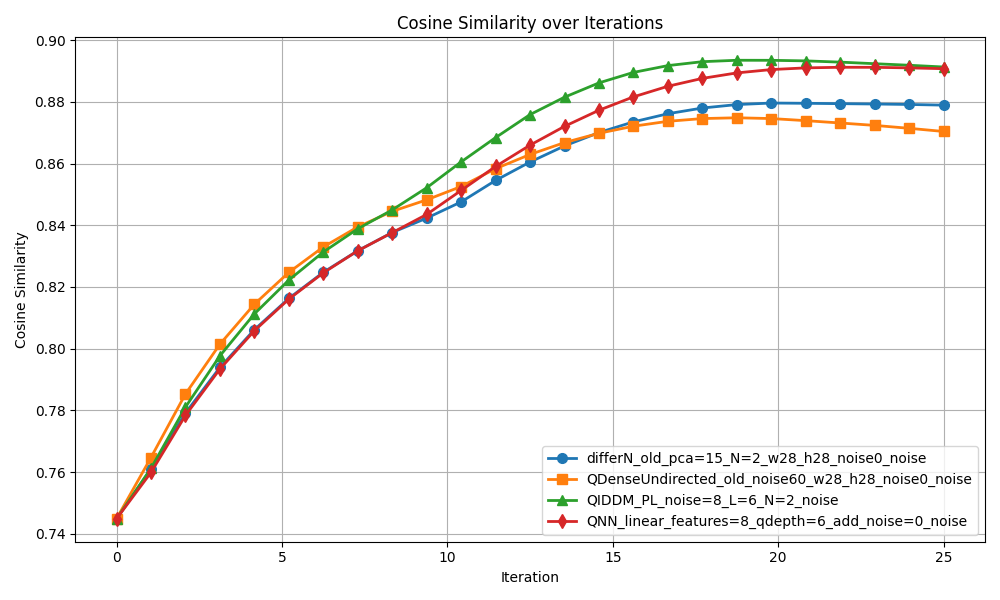 Cosine Similarity over Iterations
Cosine Similarity
0.90
0.88
0.86
0.84
0.82
0.80
0.78
0.76
0.74
0
5
10
15
20
25
Iteration
differN_old_pca=15_N=2_w28_h28_noise0_noise
QDenseUndirected_old_noise60_w28_h28_noise0_noise
QIDDM_PL_noise=8_L=6_N=2_noise
QNN_linear_features=8_qdepth=6_add_noise=0_noise